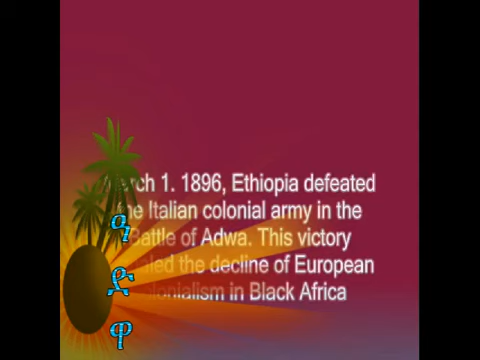 March 1. 1896, Ethiopia defeated
the Italian colonial army in the
Battle of Adwa. This victory
the decline of European
Colonialism in Black Africa
ዓ
ድ
ዋ